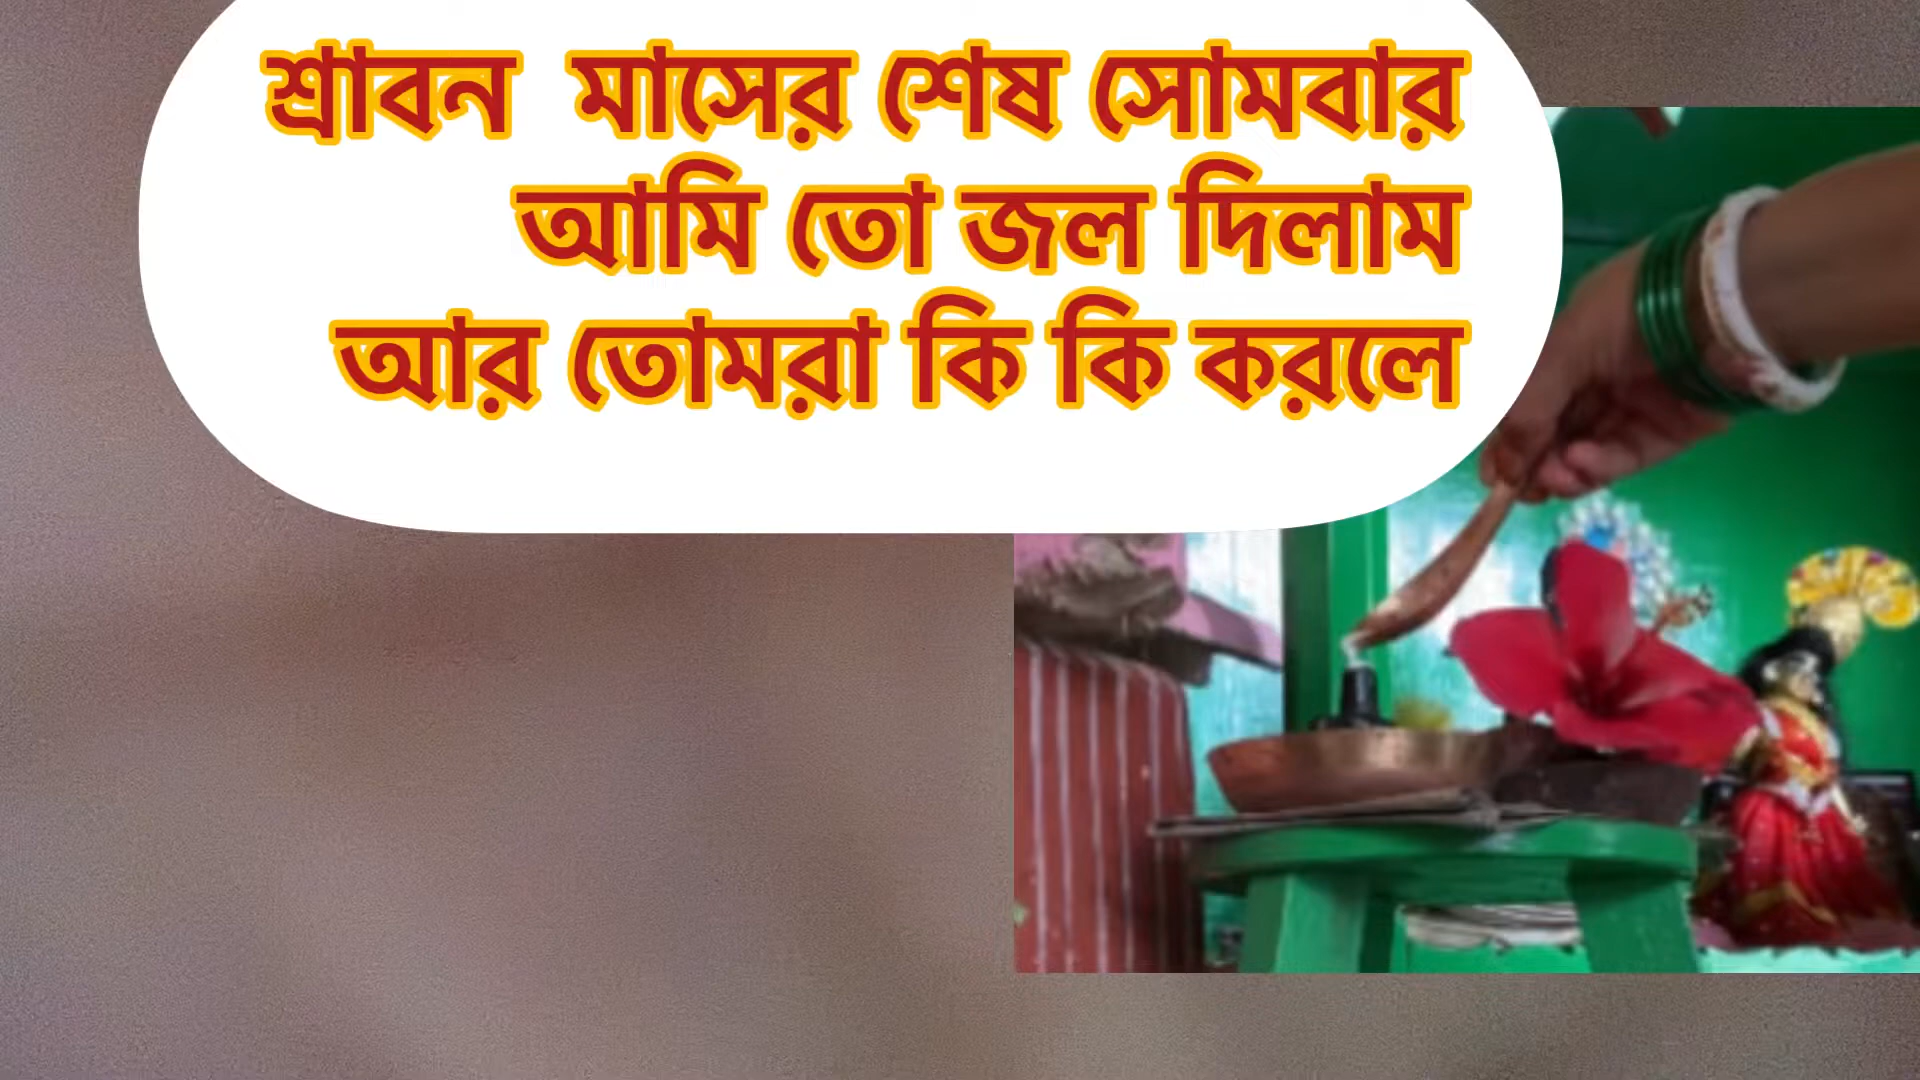 শ্রাবন মাসের শেষ সোমবার
আমি তো জল দিলাম
আর তোমরা কি কি করলে